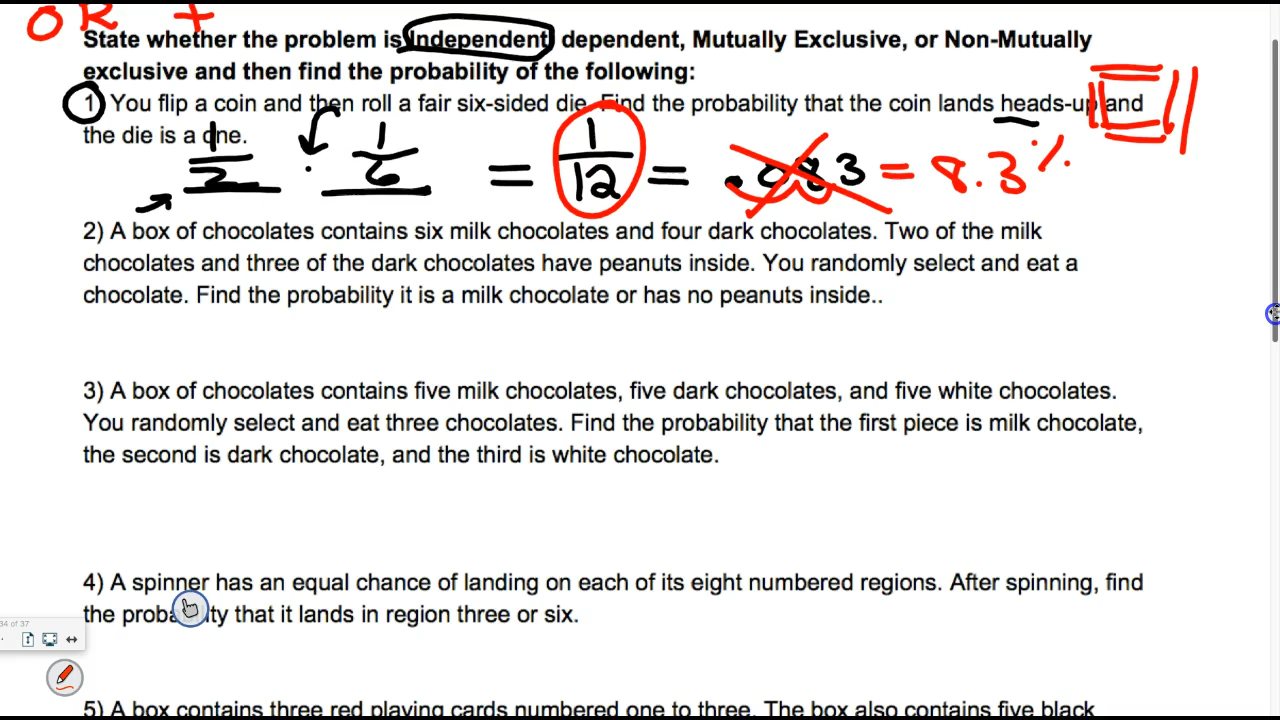 OR +
State whether the problem is Independent, dependent, Mutually Exclusive, or Non-Mutually
exclusive and then find the probability of the following:
1) You flip a coin and then roll a fair six-sided die. Find the probability that the coin lands heads-up and
the die is a one.
1/2 · 1/6 = 1/12 = .083 = 8.3%
2) A box of chocolates contains six milk chocolates and four dark chocolates. Two of the milk
chocolates and three of the dark chocolates have peanuts inside. You randomly select and eat a
chocolate. Find the probability it is a milk chocolate or has no peanuts inside..
3) A box of chocolates contains five milk chocolates, five dark chocolates, and five white chocolates.
You randomly select and eat three chocolates. Find the probability that the first piece is milk chocolate,
the second is dark chocolate, and the third is white chocolate.
4) A spinner has an equal chance of landing on each of its eight numbered regions. After spinning, find
the probability that it lands in region three or six.
34 of 37
5) A box contains three red playing cards numbered one to three. The box also contains five black